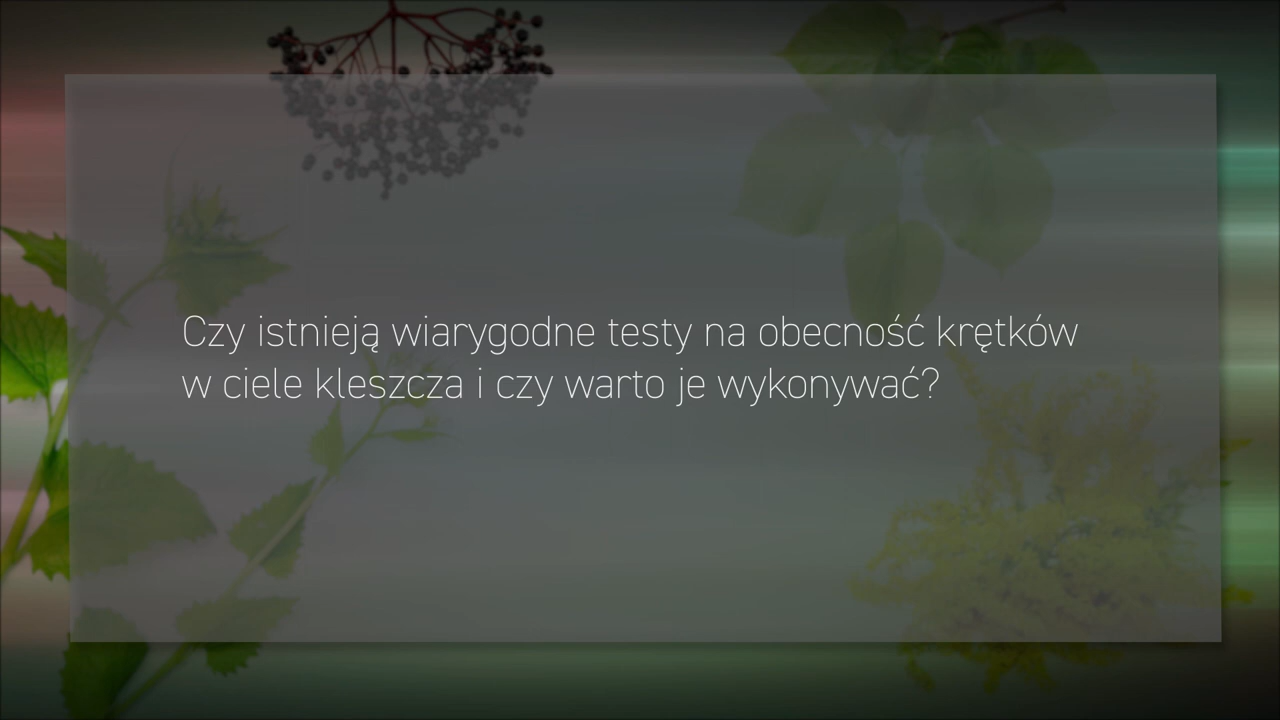 Czy istnieją wiarygodne testy na obecność krętków
w ciele kleszcza i czy warto je wykonywać?